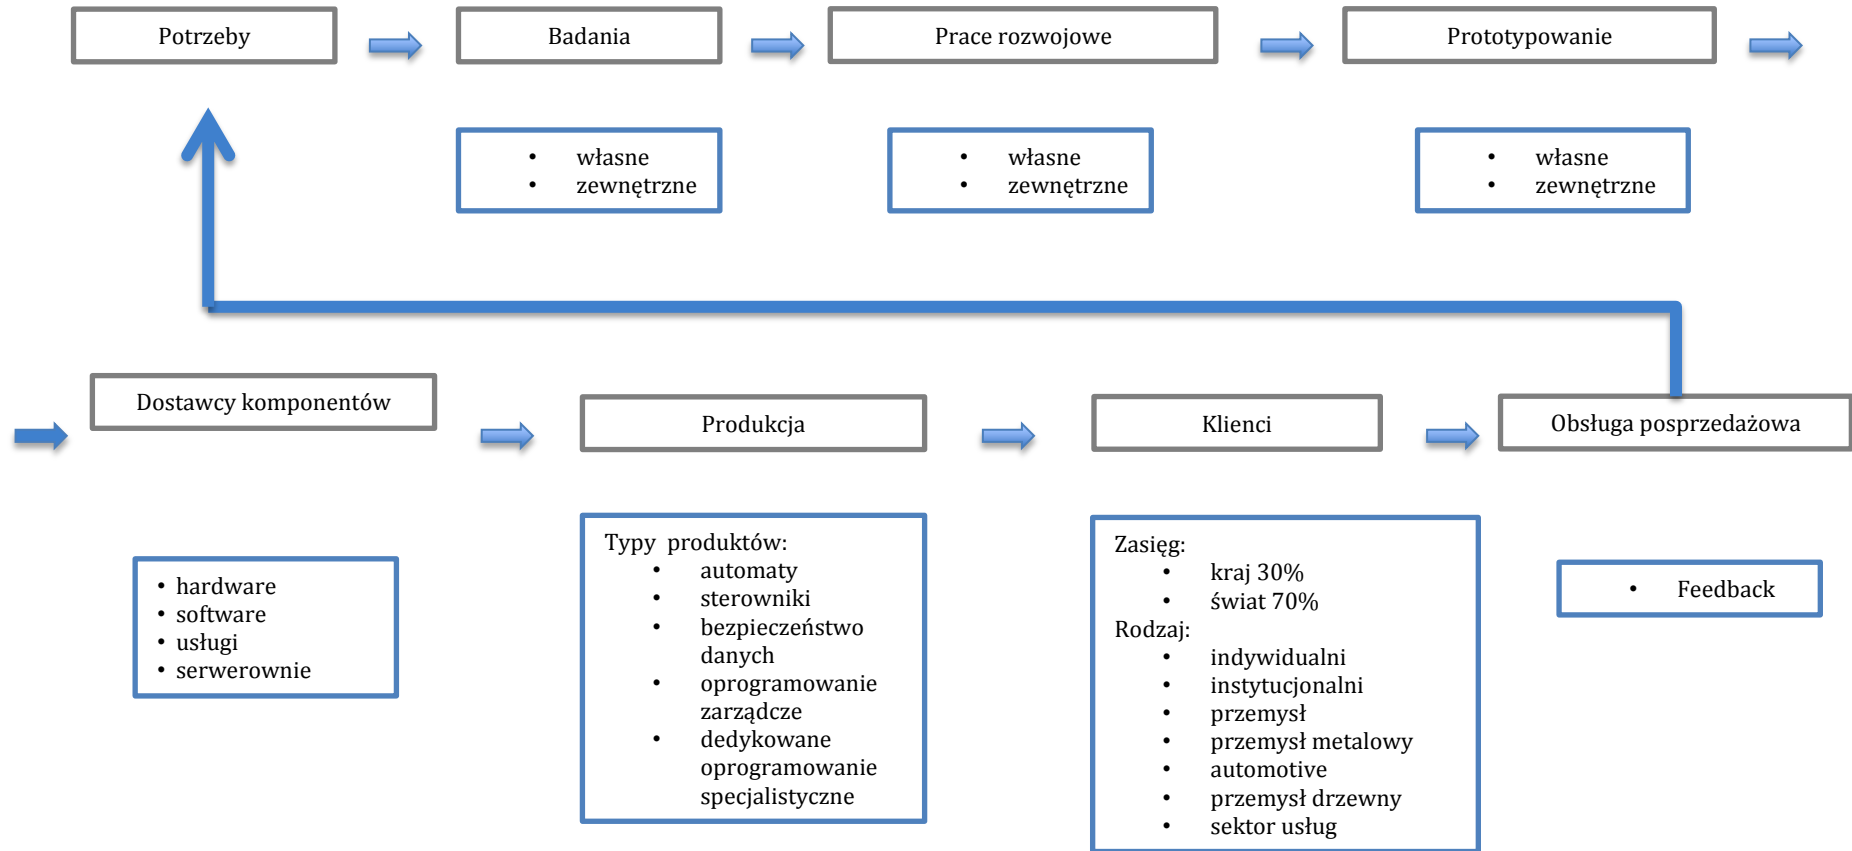 Potrzeby
Badania
Prace rozwojowe
Prototypowanie
• własne
• zewnętrzne
• własne
• zewnętrzne
• własne
• zewnętrzne
Dostawcy komponentów
Produkcja
Klienci
Obsługa posprzedażowa
• hardware
• software
• usługi
• serwerownie
Typy produktów:
• automaty
• sterowniki
• bezpieczeństwo
danych
• oprogramowanie
zarządcze
• dedykowane
oprogramowanie
specjalistyczne
Zasięg:
• kraj 30%
• świat 70%
Rodzaj:
• indywidualni
• instytucjonalni
• przemysł
• przemysł metalowy
• automotive
• przemysł drzewny
• sektor usług
• Feedback